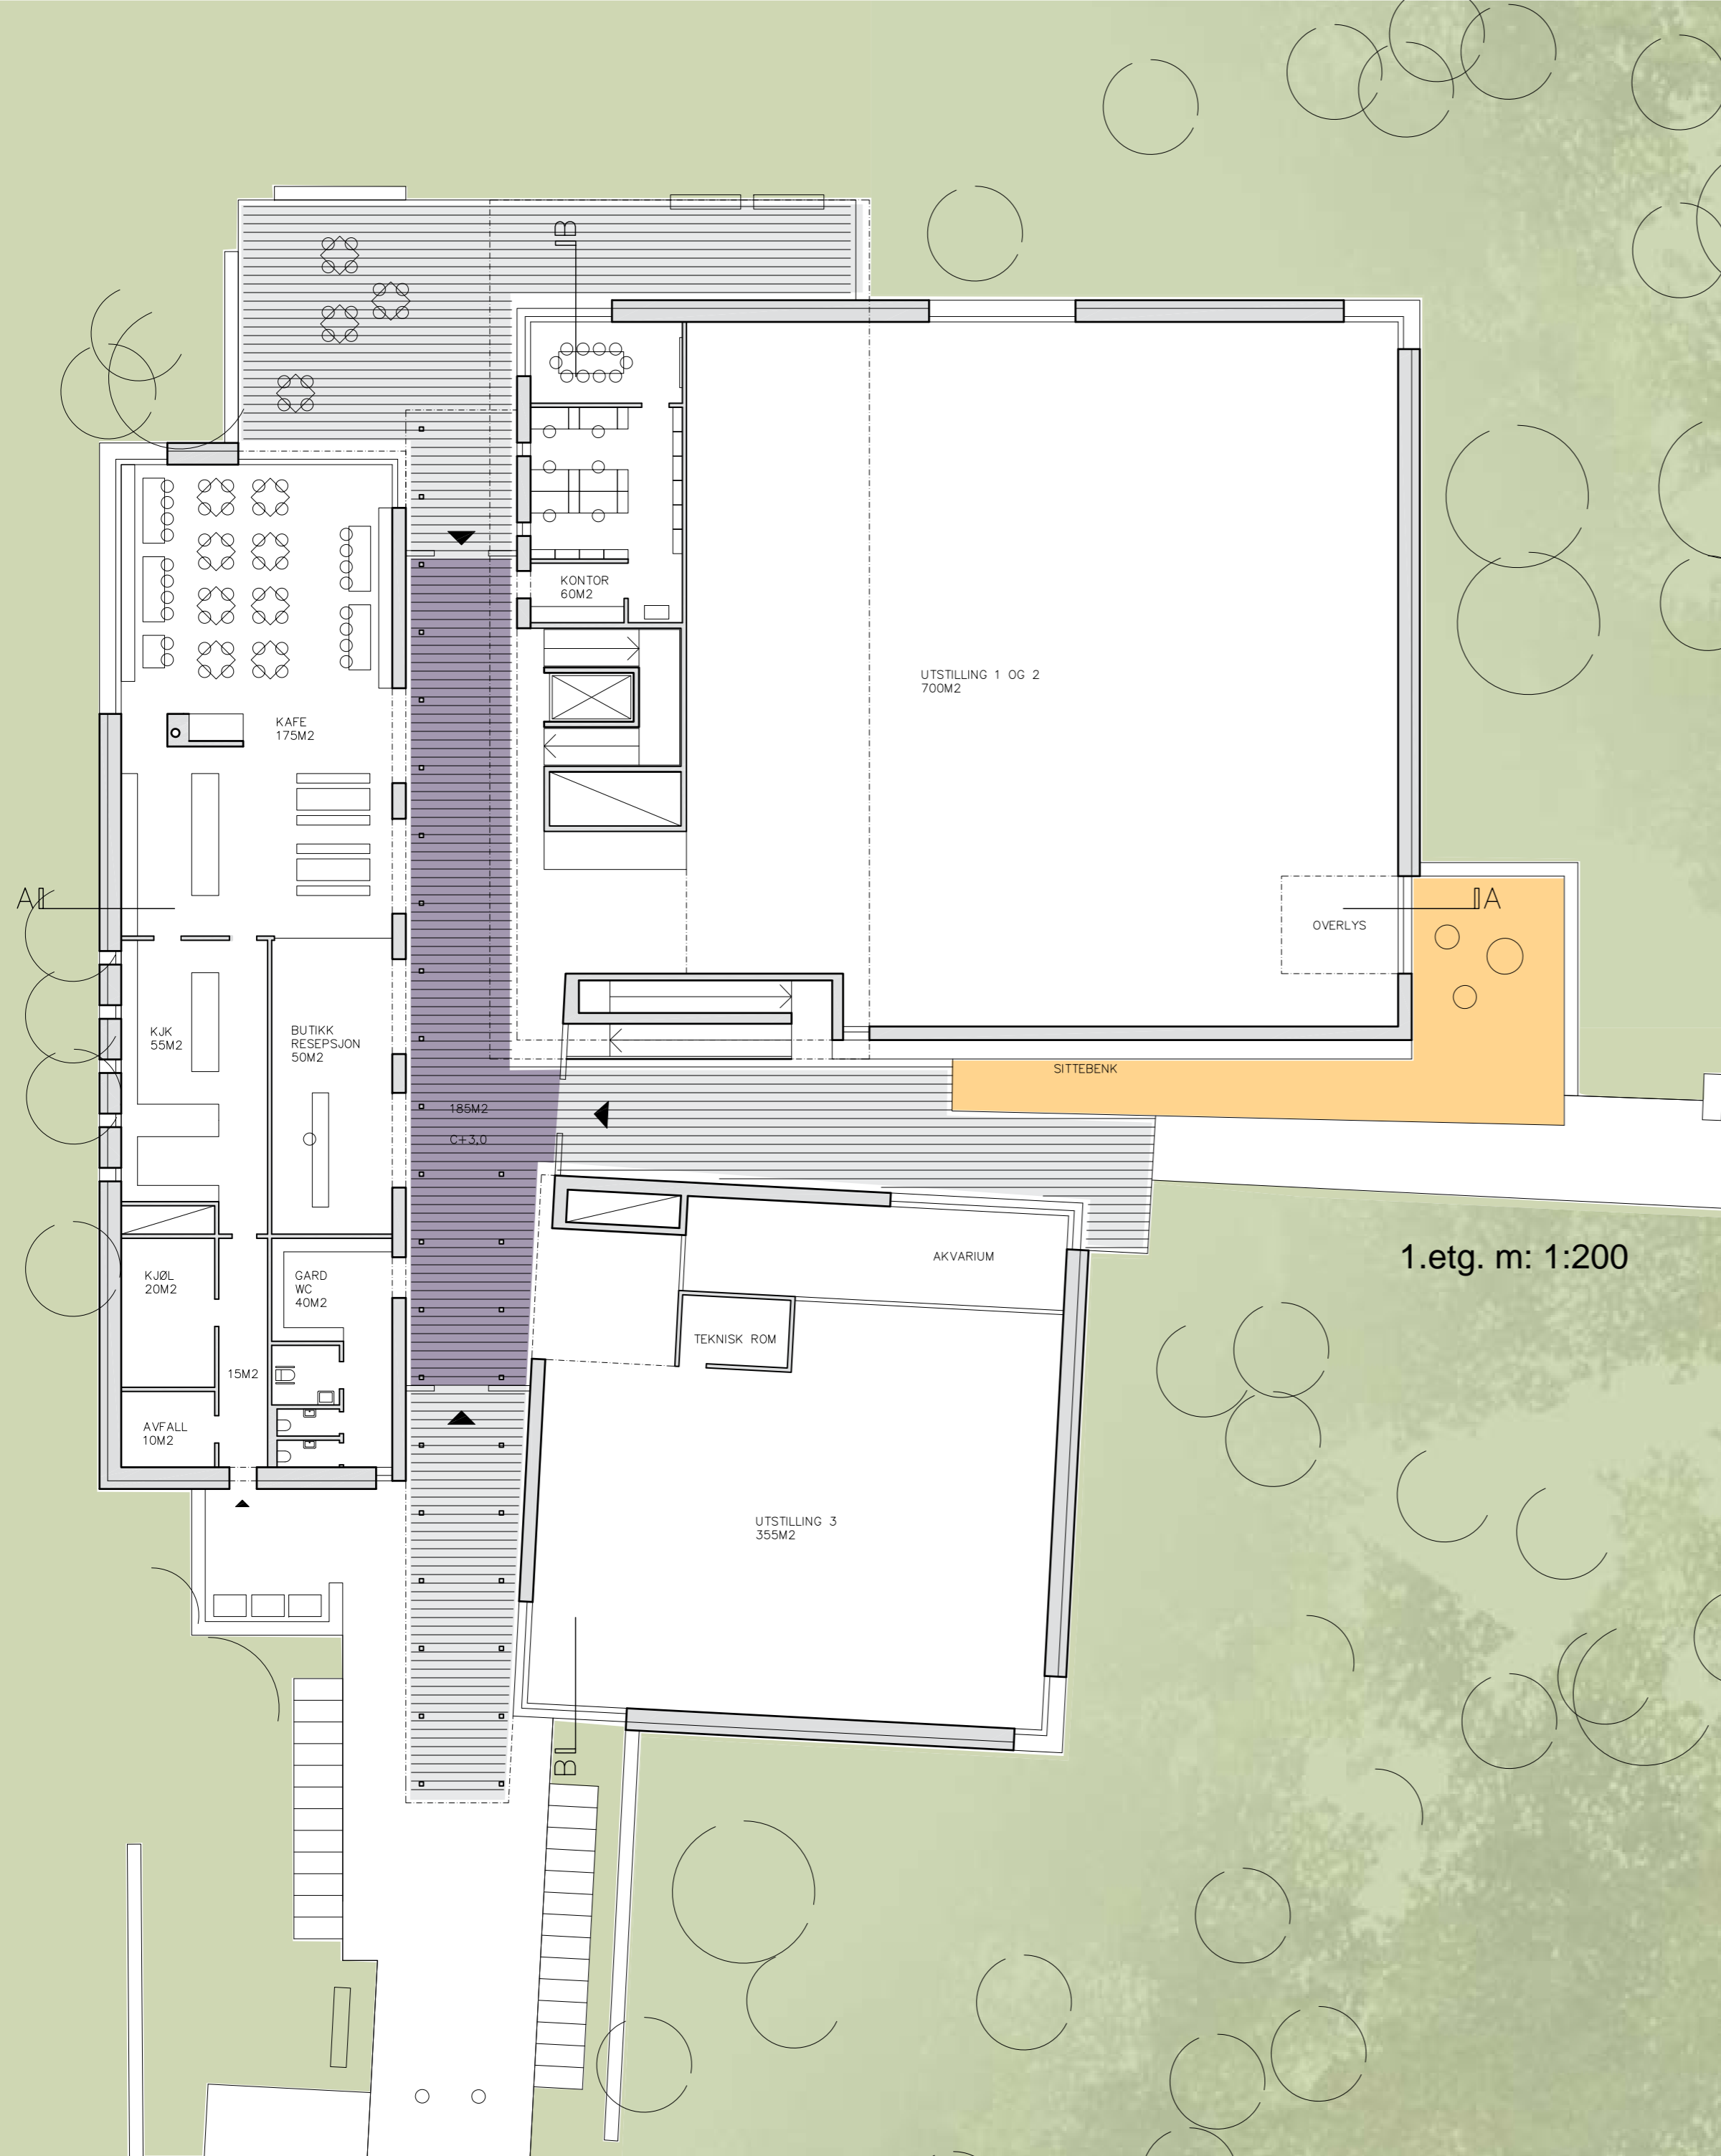 B
KONTOR
60M2
UTSTILLING 1 OG 2
700M2
KAFE
175M2
A
A
OVERLYS
KJK
55M2
BUTIKK
RESEPSJON
50M2
SITTEBENK
185M2
C+3,0
AKVARIUM
1.etg. m: 1:200
KJØL
20M2
GARD
WC
40M2
TEKNISK ROM
15M2
AVFALL
10M2
UTSTILLING 3
355M2
B